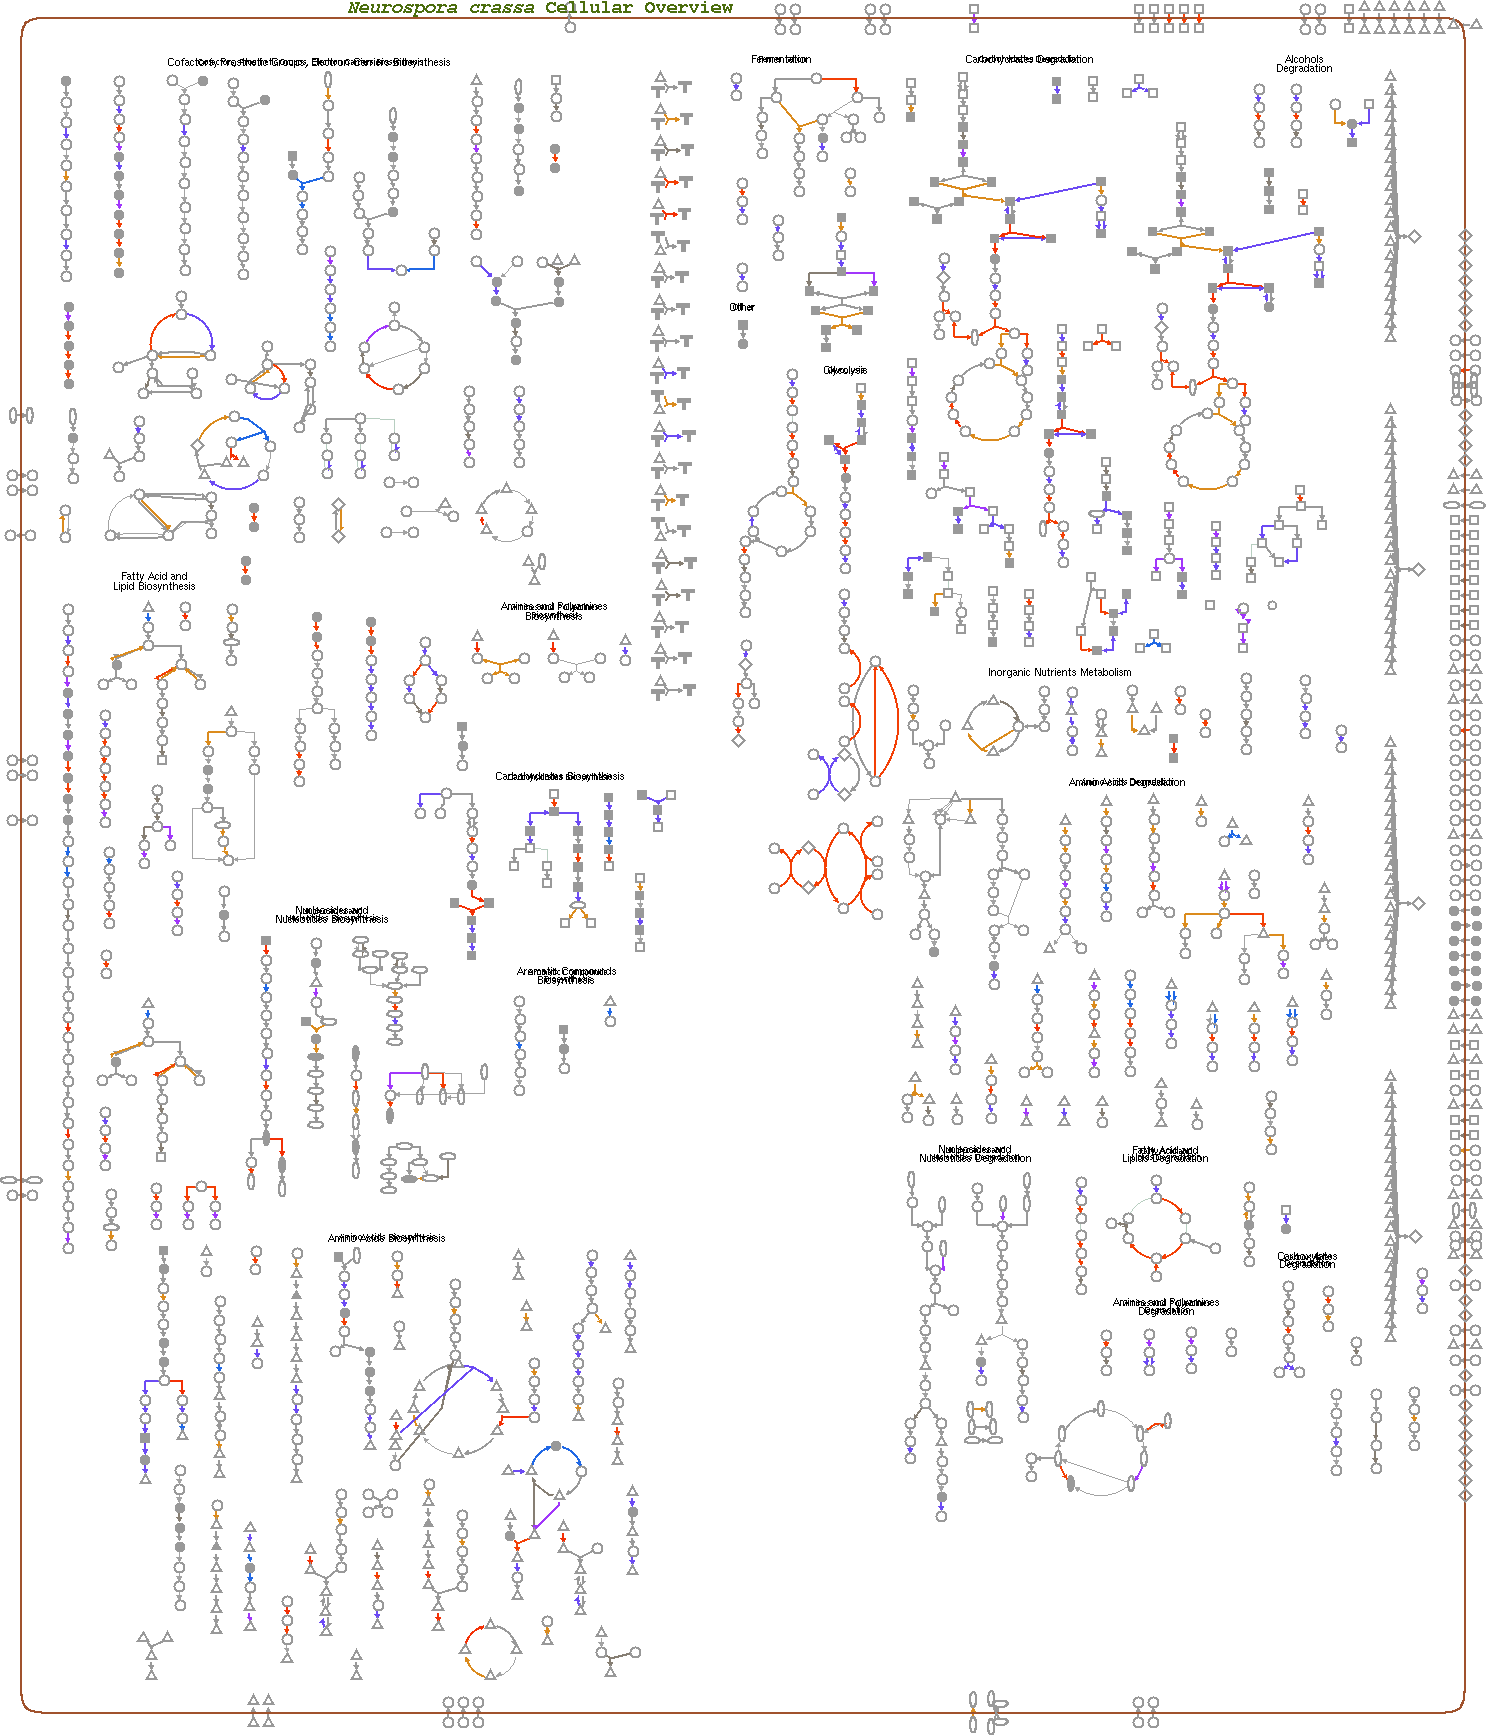 Neurospora crassa Cellular Overview
Cofactors, Prosthetic Groups, Electron Carriers Biosynthesis
Fermentation
Carbohydrates Degradation
Alcohols
Degradation
Other
Glycolysis
Fatty Acid and
Lipid Biosynthesis
Amines and Polyamines
Biosynthesis
Inorganic Nutrients Metabolism
Carbohydrates Biosynthesis
Amino Acids Degradation
Nucleosides and
Nucleotides Biosynthesis
Aromatic Compounds
Biosynthesis
Nucleosides and
Nucleotides Degradation
Fatty Acid and
Lipids Degradation
Amino Acids Biosynthesis
Carboxylates
Degradation
Amines and Polyamines
Degradation